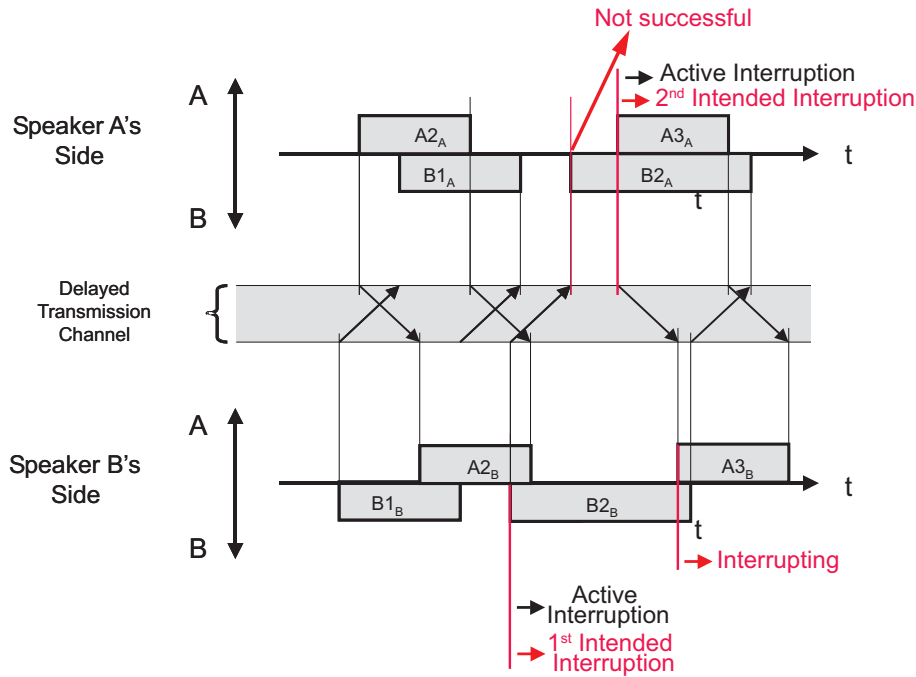 Not successful
Active Interruption
2nd Intended Interruption
A
Speaker A's
Side
A2A
A3A
t
B1A
B2A
t
B
Delayed
Transmission
Channel
A
Speaker B's
Side
A2B
A3B
t
B1B
B2B
t
B
Interrupting
Active
Interruption
1st Intended
Interruption